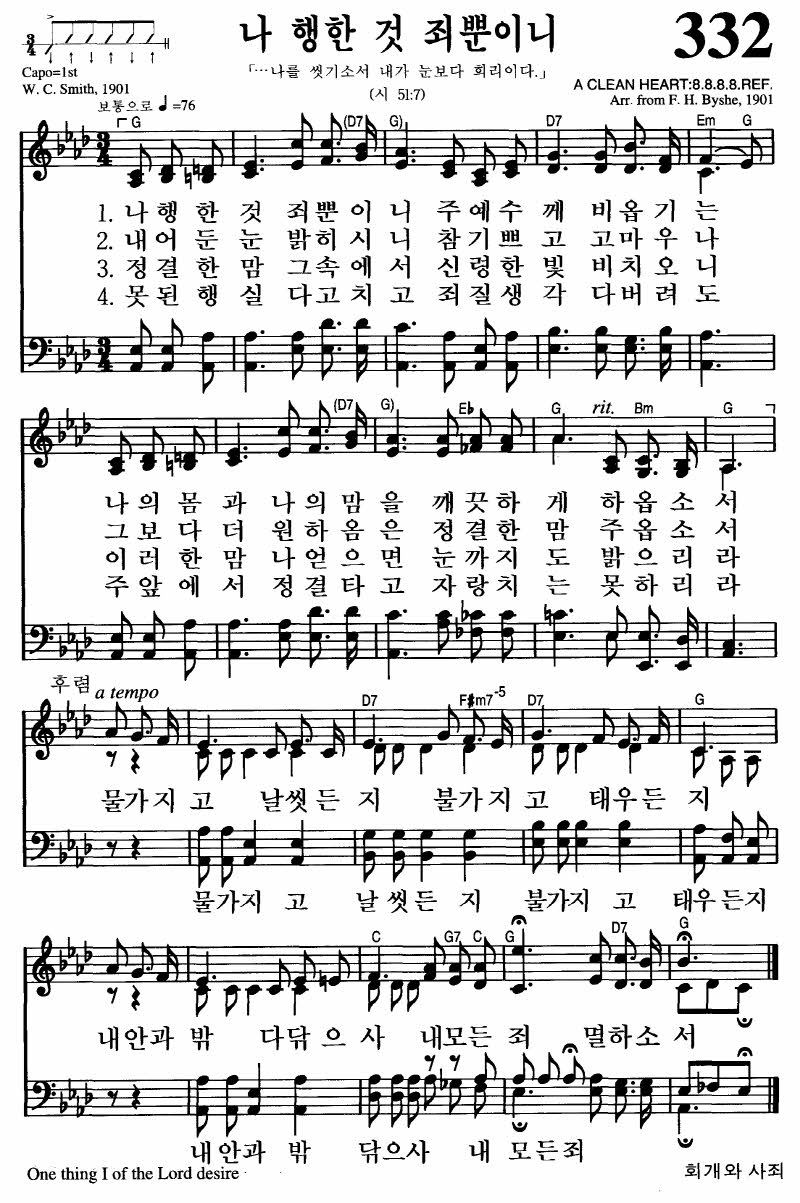 나 행한 것 죄뿐이니
332
Capo=1st
W. C. Smith, 1901
「…나를 씻기소서 내가 눈보다 희리이다.」
(시 51:7)
A CLEAN HEART:8.8.8.8.REF.
Arr. from F. H. Byshe, 1901
보통으로 ♩=76
G (D7 G) D7 Em G
3/4
1. 나 행 한 것 죄 뿐 이 니 주 예 수 께 비 옵 기 는
2. 내 어 둔 눈 밝 히 시 니 참 기 쁘 고 고 마 우 나
3. 정 결 한 맘 그 속 에 서 신 령 한 빛 비 치 오 니
4. 못 된 행 실 다 고 치 고 죄 질 생 각 다 버 려 도
(D7 G) E♭ G rit. Bm G
나 의 몸 과 나 의 맘 을 깨 끗 하 게 하 옵 소 서
그 보 다 더 원 하 옴 은 정 결 한 맘 주 옵 소 서
이 러 한 맘 나 얻 으 면 눈 까 지 도 밝 으 리 라
주 앞 에 서 정 결 타 고 자 랑 치 는 못 하 리 라
후렴 a tempo
D7 F#m7-5 D7 G
물가지 고 날씻든 지 불가지 고 태우든 지
물가지 고 날씻든 지 불가지 고 태우든지
C G7 C G D7 G
내안과 밖 다닦으 사 내모든 죄 멸하소 서
내안과 밖 닦으사 내 모든죄
One thing I of the Lord desire
회개와 사죄